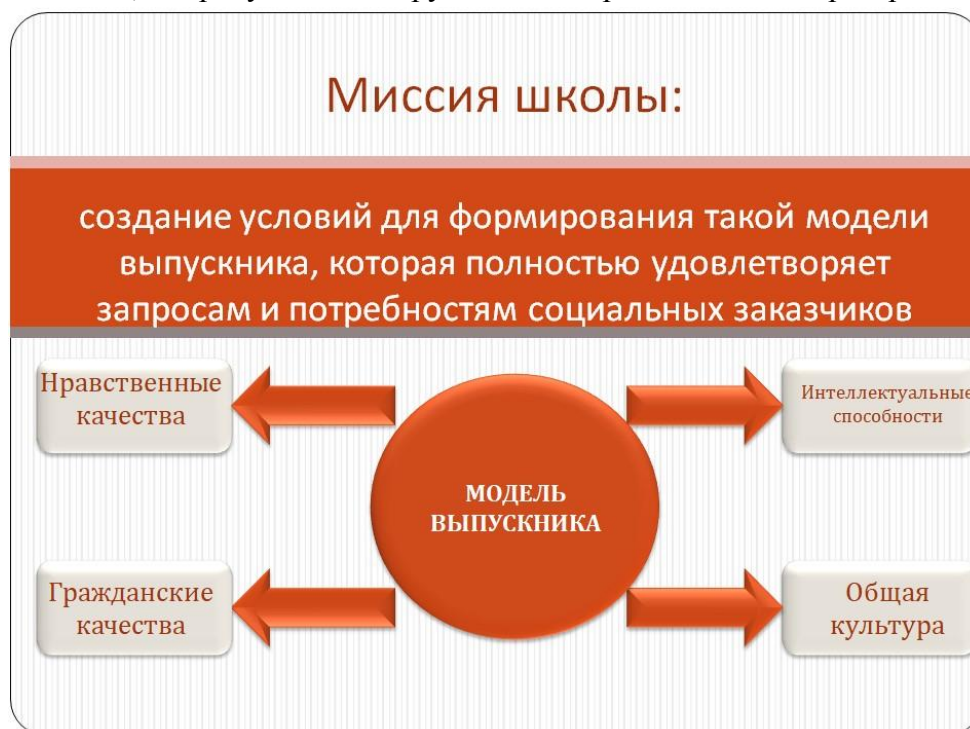 Миссия школы:
создание условий для формирования такой модели
выпускника, которая полностью удовлетворяет
запросам и потребностям социальных заказчиков
Нравственные
качества
Интеллектуальные
способности
МОДЕЛЬ
ВЫПУСКНИКА
Гражданские
качества
Общая
культура